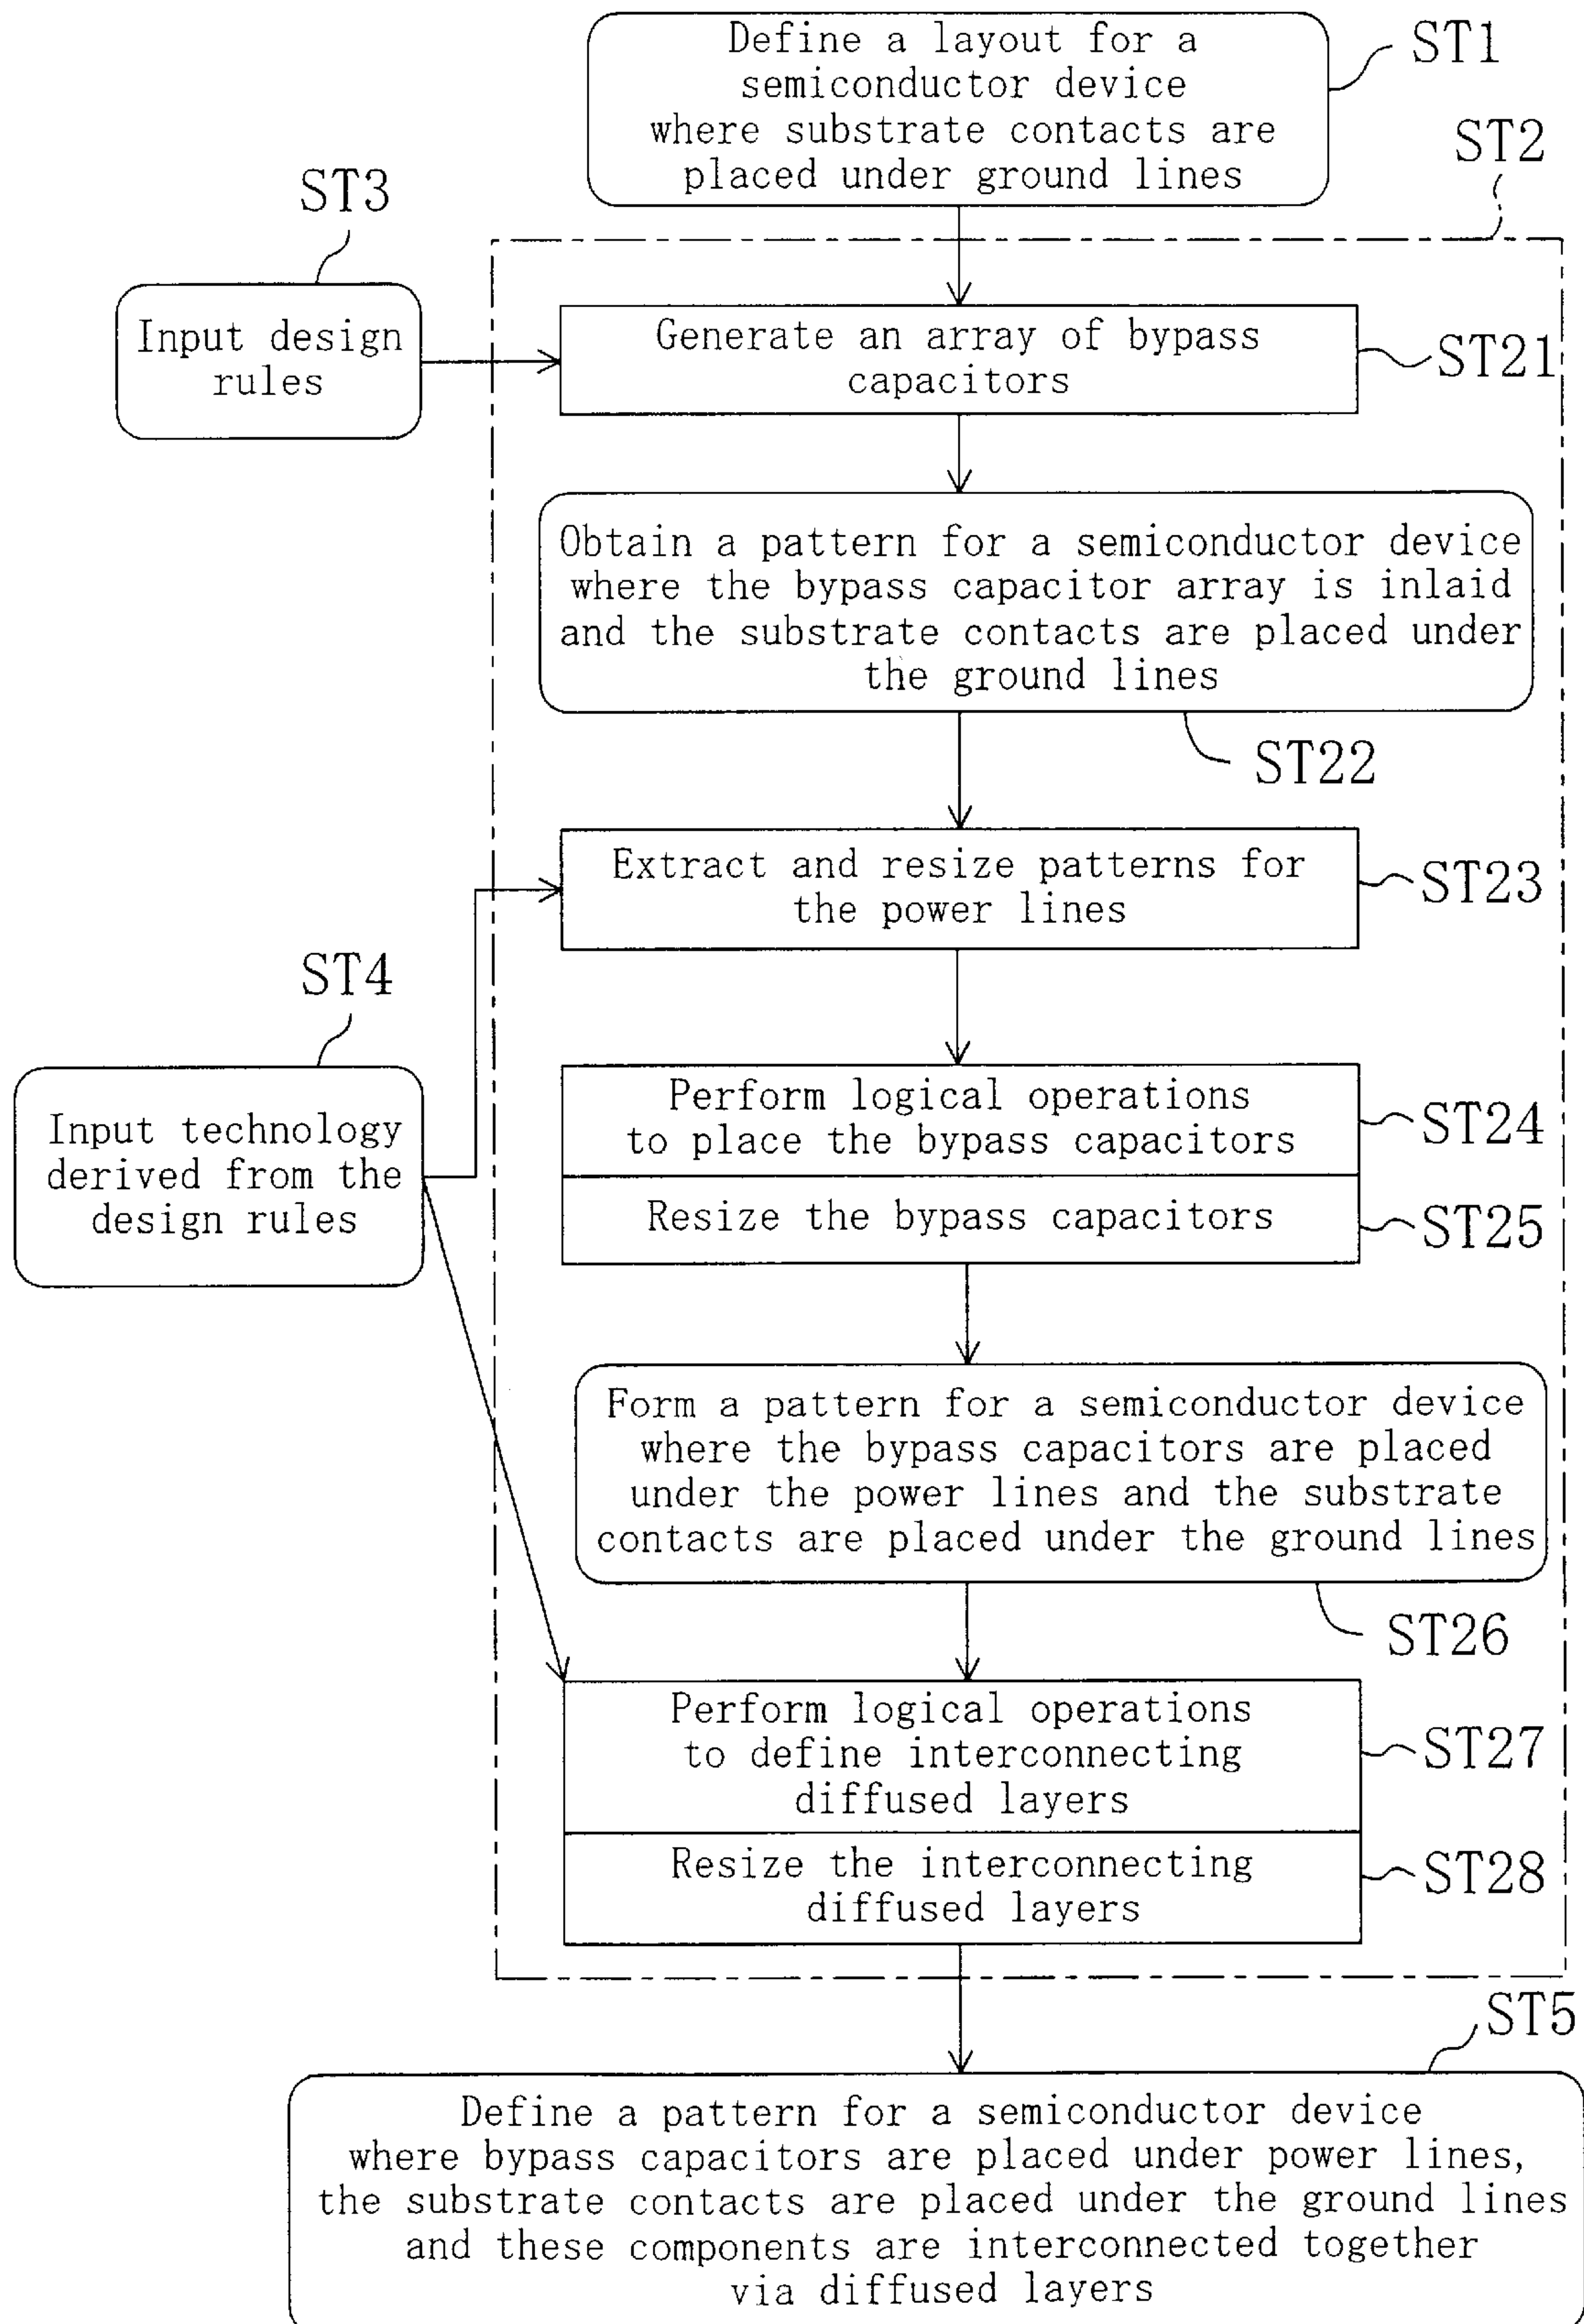 Define a layout for a
semiconductor device
where substrate contacts are
placed under ground lines
ST1
ST2
ST3
Input design
rules
Generate an array of bypass
capacitors
ST21
Obtain a pattern for a semiconductor device
where the bypass capacitor array is inlaid
and the substrate contacts are placed under
the ground lines
ST22
Extract and resize patterns for
the power lines
ST23
ST4
Input technology
derived from the
design rules
Perform logical operations
to place the bypass capacitors
ST24
Resize the bypass capacitors
ST25
Form a pattern for a semiconductor device
where the bypass capacitors are placed
under the power lines and the substrate
contacts are placed under the ground lines
ST26
Perform logical operations
to define interconnecting
diffused layers
ST27
Resize the interconnecting
diffused layers
ST28
ST5
Define a pattern for a semiconductor device
where bypass capacitors are placed under power lines,
the substrate contacts are placed under the ground lines
and these components are interconnected together
via diffused layers